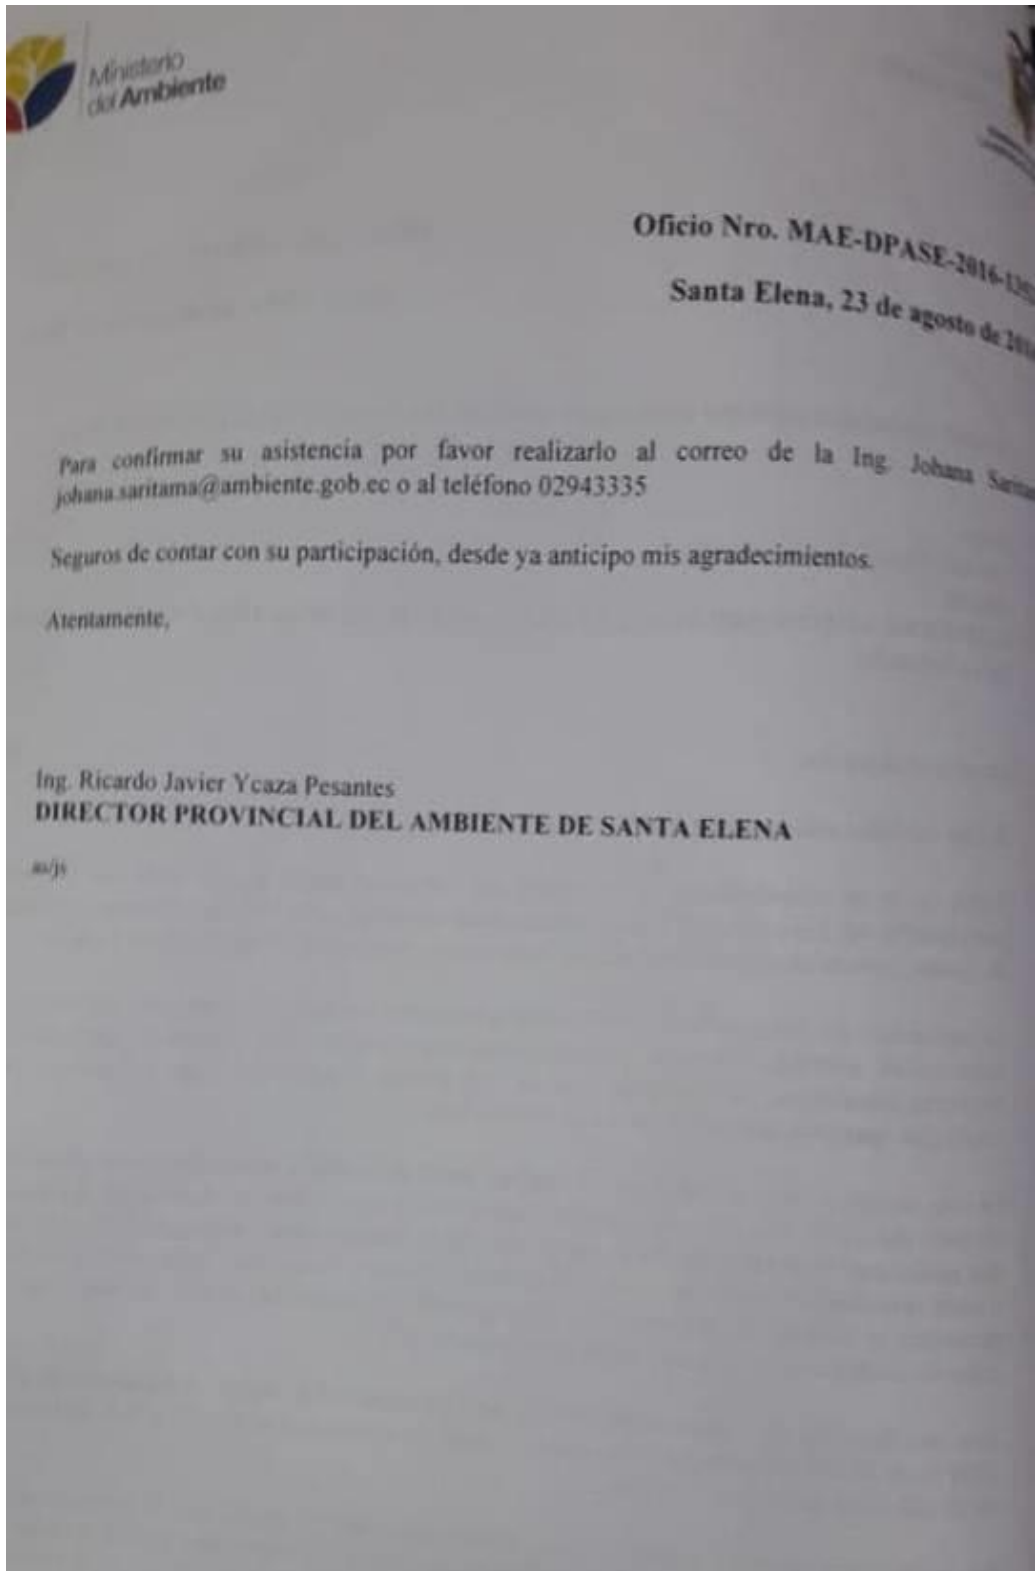 Ministerio
del Ambiente
Oficio Nro. MAE-DPASE-2016-
Santa Elena, 23 de agosto de
Para confirmar su asistencia por favor realizarlo al correo de la Ing. Johana
johana.saritama@ambiente.gob.ec o al teléfono 02943335
Seguros de contar con su participación, desde ya anticipo mis agradecimientos.
Atentamente,
Ing. Ricardo Javier Ycaza Pesantes
DIRECTOR PROVINCIAL DEL AMBIENTE DE SANTA ELENA